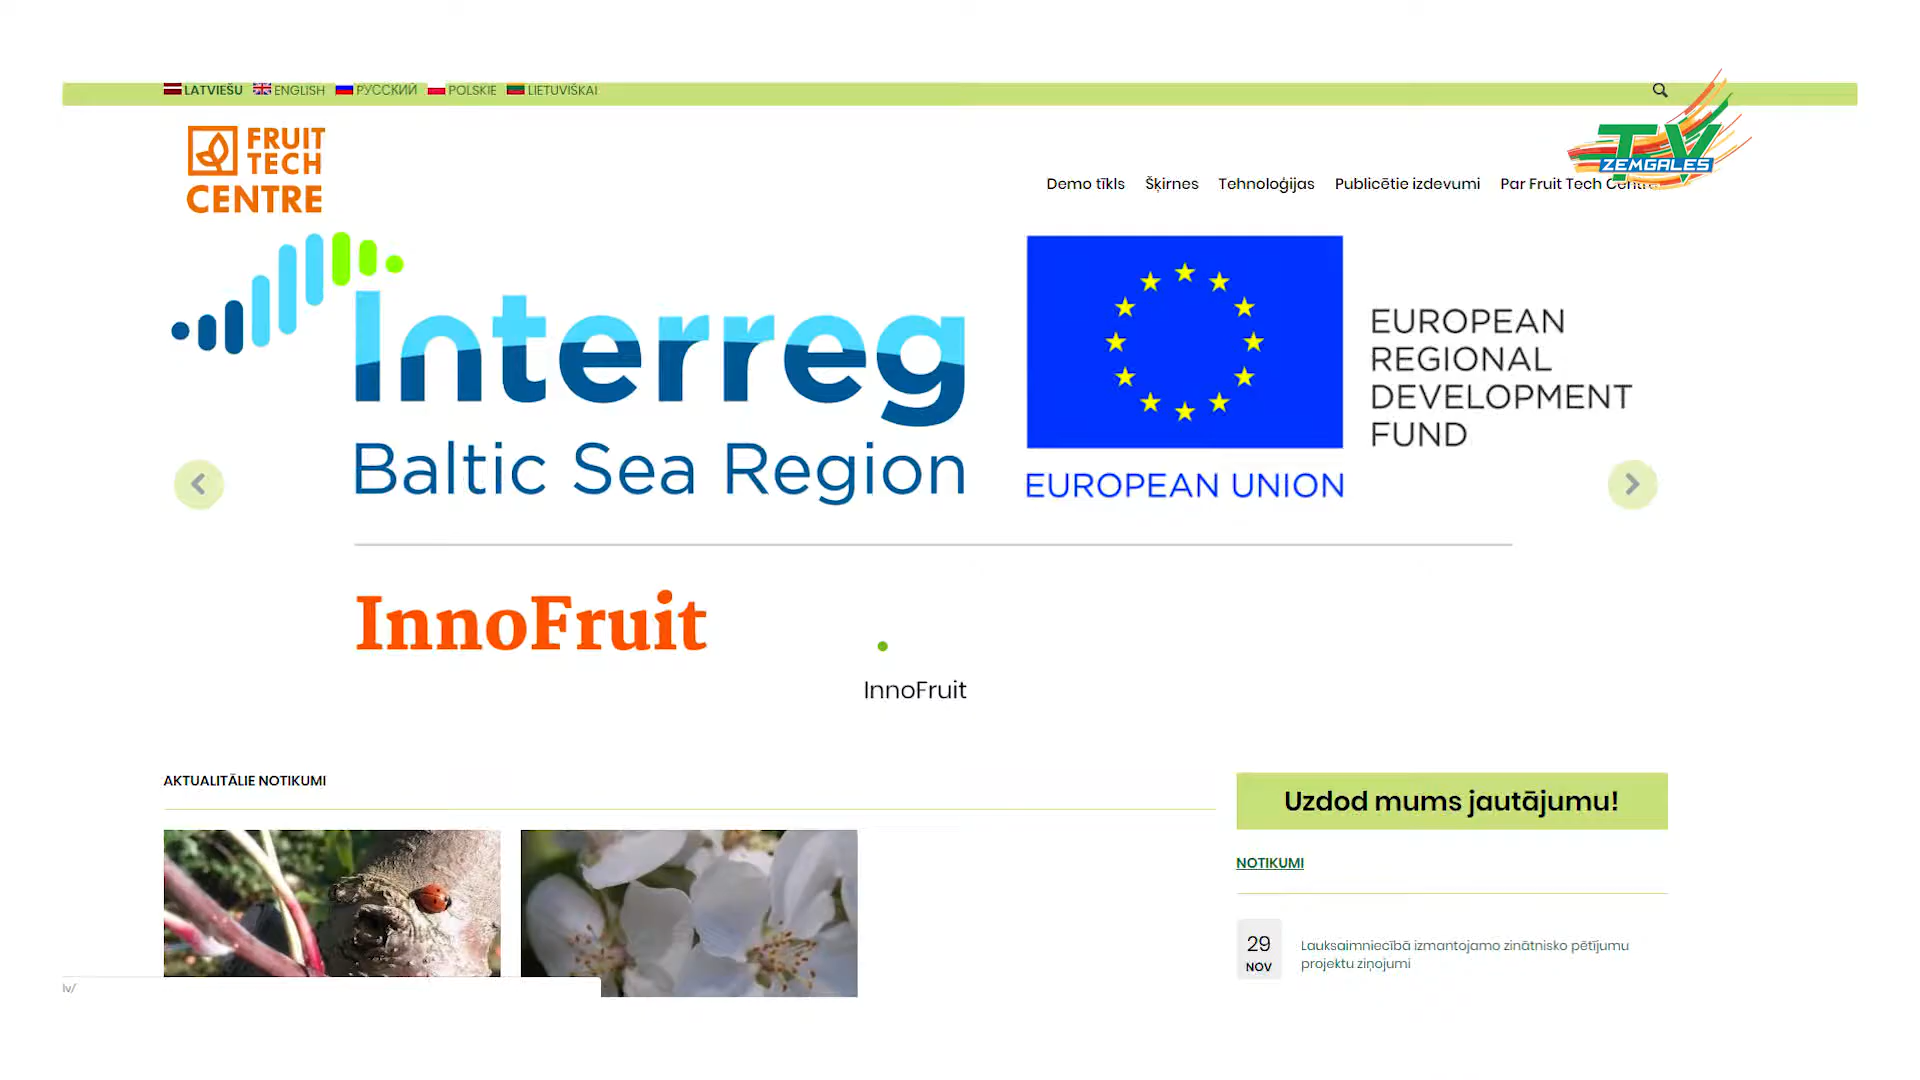 LATVIEŠU ENGLISH РУССКИЙ POLSKIE LIETUVIŠKAI
FRUIT
TECH
CENTRE
TV
ZEMGALES
Demo tīkls Šķirnes Tehnoloģijas Publicētie izdevumi Par Fruit Tech Centre
Interreg
Baltic Sea Region
EUROPEAN UNION
EUROPEAN
REGIONAL
DEVELOPMENT
FUND
InnoFruit
InnoFruit
AKTUALITĀLIE NOTIKUMI
Uzdod mums jautājumu!
NOTIKUMI
29
NOV
Lauksaimniecībā izmantojamo zinātnisko pētījumu
projektu ziņojumi
lv/